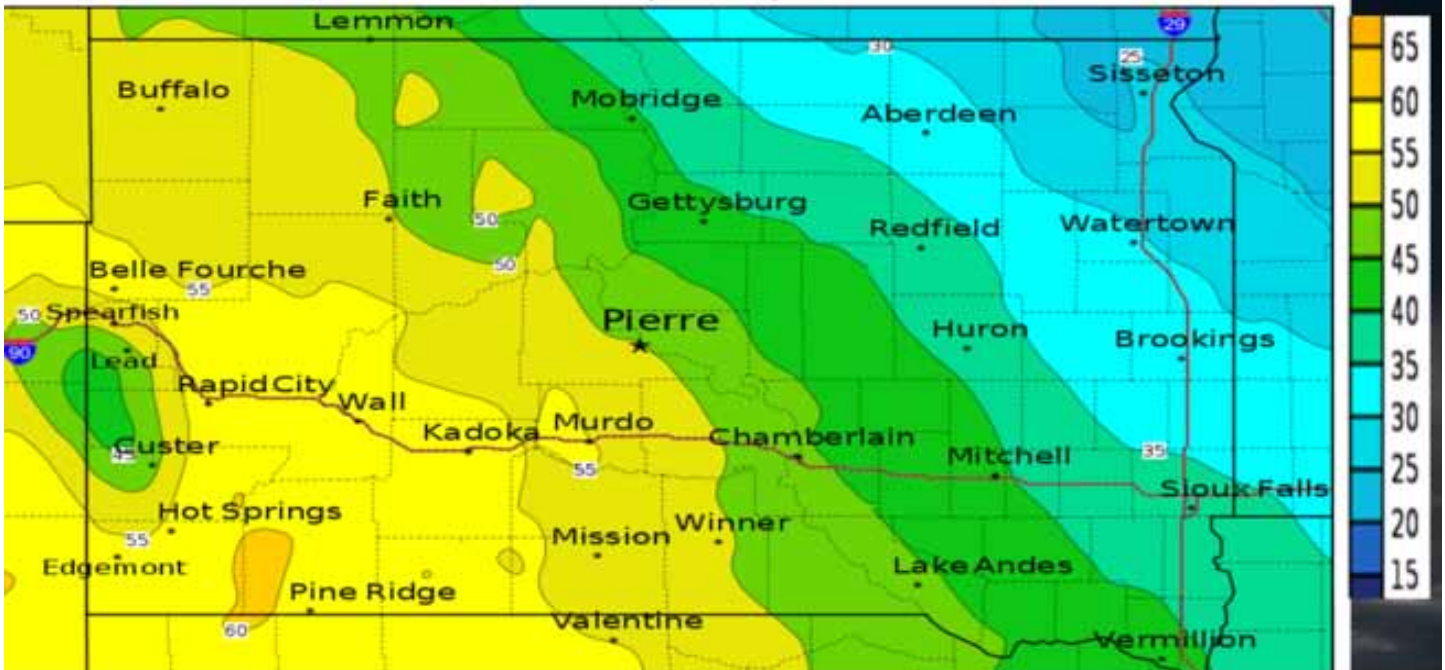 Lemmon
29
65
30
25
Sisseton
Buffalo
Mobridge
Aberdeen
60
55
Faith
50
Gettysburg
Redfield
Watertown
50
50
Belle Fourche
55
45
50
Spearfish
Pierre
Huron
Brookings
40
90
Lead
35
Rapid City
Wall
Kadoka
Murdo
Chamberlain
30
Custer
45
55
Mitchell
35
25
Sioux Falls
Hot Springs
Mission
Winner
20
55
Edgemont
Lake Andes
15
Pine Ridge
60
Valentine
Vermillion